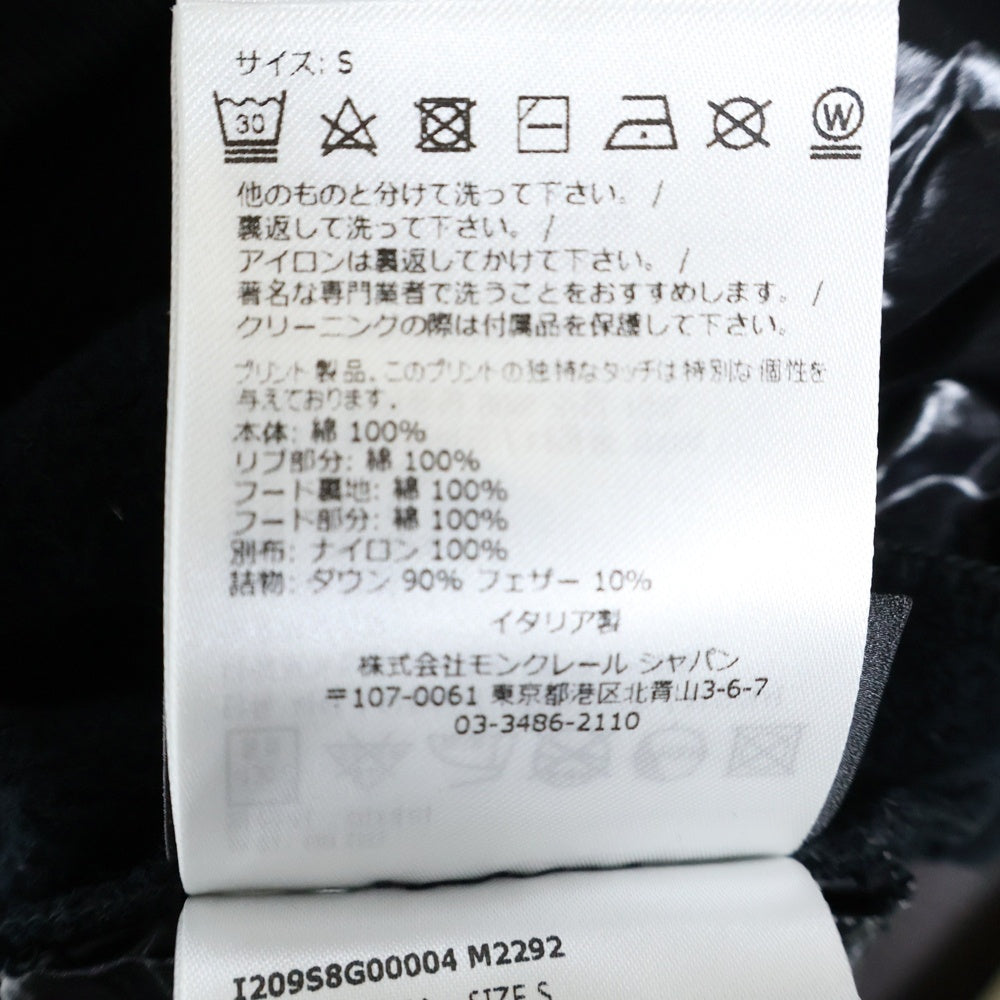 サイズ: S
30 W
他のものと分けて洗って下さい。 /
裏返して洗って下さい。 /
アイロンは裏返してかけて下さい。 /
著名な専門業者で洗うことをおすすめします。 /
クリーニングの際は付属品を保護して下さい。
プリント製品、このプリントの独特なタッチは特別な個性を
与えております.
本体: 綿 100%
リブ部分: 綿 100%
フード裏地: 綿 100%
フード部分: 綿 100%
別布: ナイロン 100%
詰物: ダウン 90% フェザー 10%
イタリア製
株式会社モンクレール ジャパン
〒107-0061 東京都港区北青山3-6-7
03-3486-2110
I209S8G00004 M2292
SIZE S